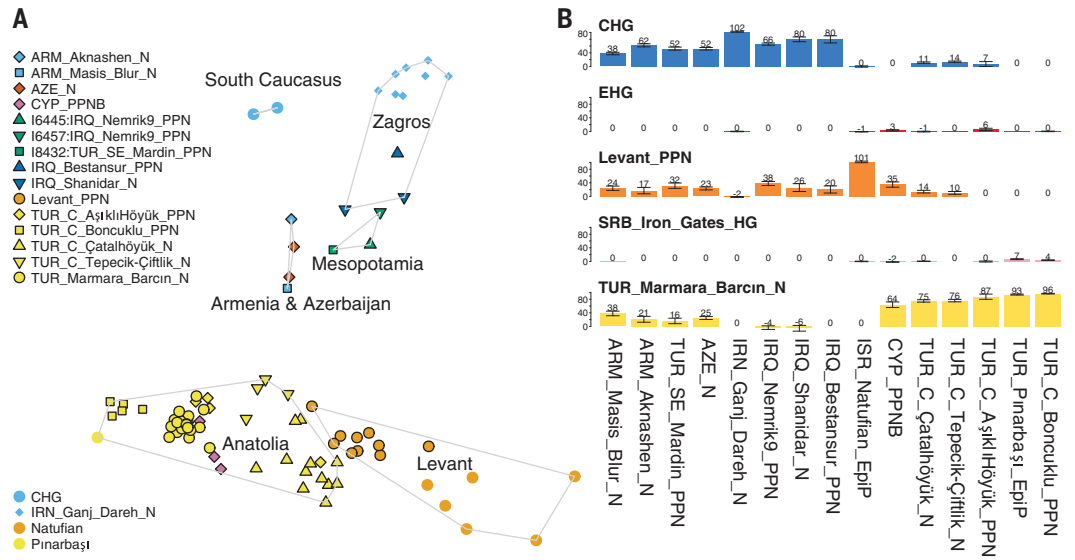 A
ARM_Aknashen_N
ARM_Masis_Blur_N
AZE_N
CYP_PPNB
I6445:IRQ_Nemrik9_PPN
I6457:IRQ_Nemrik9_PPN
I8432:TUR_SE_Mardin_PPN
IRQ_Bestansur_PPN
IRQ_Shanidar_N
Levant_PPN
TUR_C_AşıklıHöyük_PPN
TUR_C_Boncuklu_PPN
TUR_C_Çatalhöyük_N
TUR_C_Tepecik-Çiftlik_N
TUR_Marmara_Barcın_N
South Caucasus
Zagros
Mesopotamia
Armenia & Azerbaijan
Anatolia
Levant
CHG
IRN_Ganj_Dareh_N
Natufian
Pınarbaşı
B
CHG
80
40
0
38 62 52 52 102 66 80 80 0 0 11 14 7 0 0
EHG
80
40
0
0 0 0 0 0 0 0 0 -1 3 -1 0 6 0 0
Levant_PPN
80
40
0
24 17 32 23 -2 38 26 20 101 35 14 10 0 0 0
SRB_Iron_Gates_HG
80
40
0
0 0 0 0 0 0 0 0 0 -2 0 0 0 7 4
TUR_Marmara_Barcın_N
80
40
0
38 21 16 25 0 -4 -6 0 0 64 75 76 87 93 96
ARM_Masis_Blur_N
ARM_Aknashen_N
TUR_SE_Mardin_PPN
AZE_N
IRN_Ganj_Dareh_N
IRQ_Nemrik9_PPN
IRQ_Shanidar_N
IRQ_Bestansur_PPN
ISR_Natufian_EpiP
CYP_PPNB
TUR_C_Çatalhöyük_N
TUR_C_Tepecik-Çiftlik_N
TUR_C_AşıklıHöyük_PPN
TUR_Pınarbaşı_EpiP
TUR_C_Boncuklu_PPN